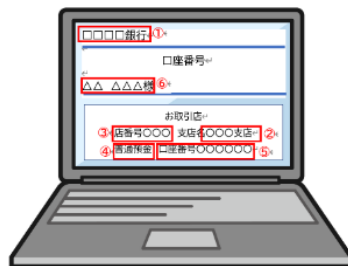 □□□□銀行 ①
口座番号
△△ △△△様 ⑥
お取引店
③ 店番号○○○ 支店名○○○支店 ②
④ 普通預金 口座番号○○○○○○ ⑤